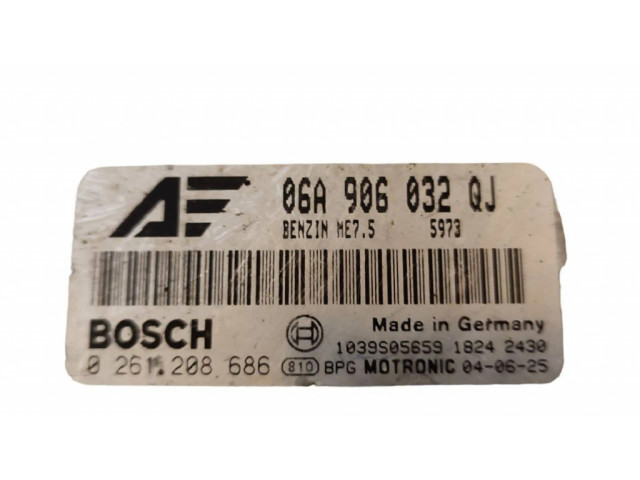 AE 06A 906 032 QJ
BENZIN ME7.5 5973
BOSCH Made in Germany
1039S05659 1824 2430
0 261 208 686 810 BPG MOTRONIC 04-06-25